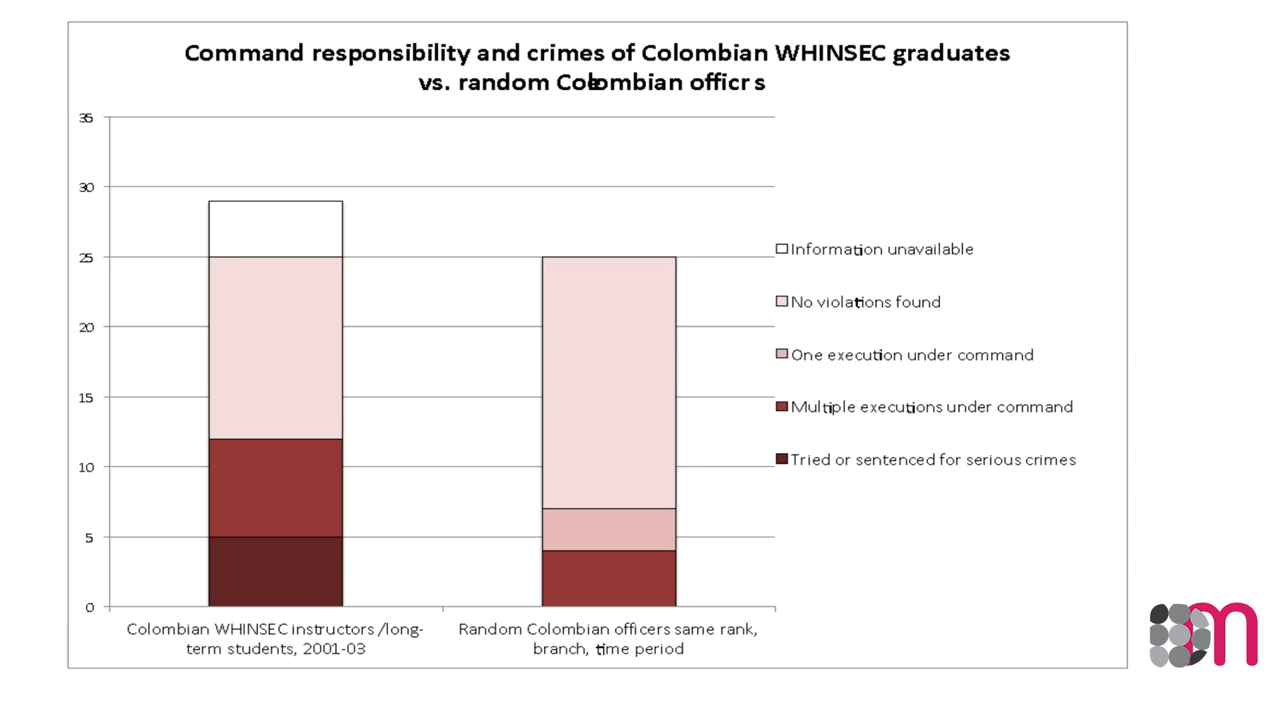 Command responsibility and crimes of Colombian WHINSEC graduates
vs. random Colombian officrs
35
30
25
20
15
10
5
0
Information unavailable
No violations found
One execution under command
Multiple executions under command
Tried or sentenced for serious crimes
Colombian WHINSEC instructors /long-
term students, 2001-03
Random Colombian officers same rank,
branch, time period
m